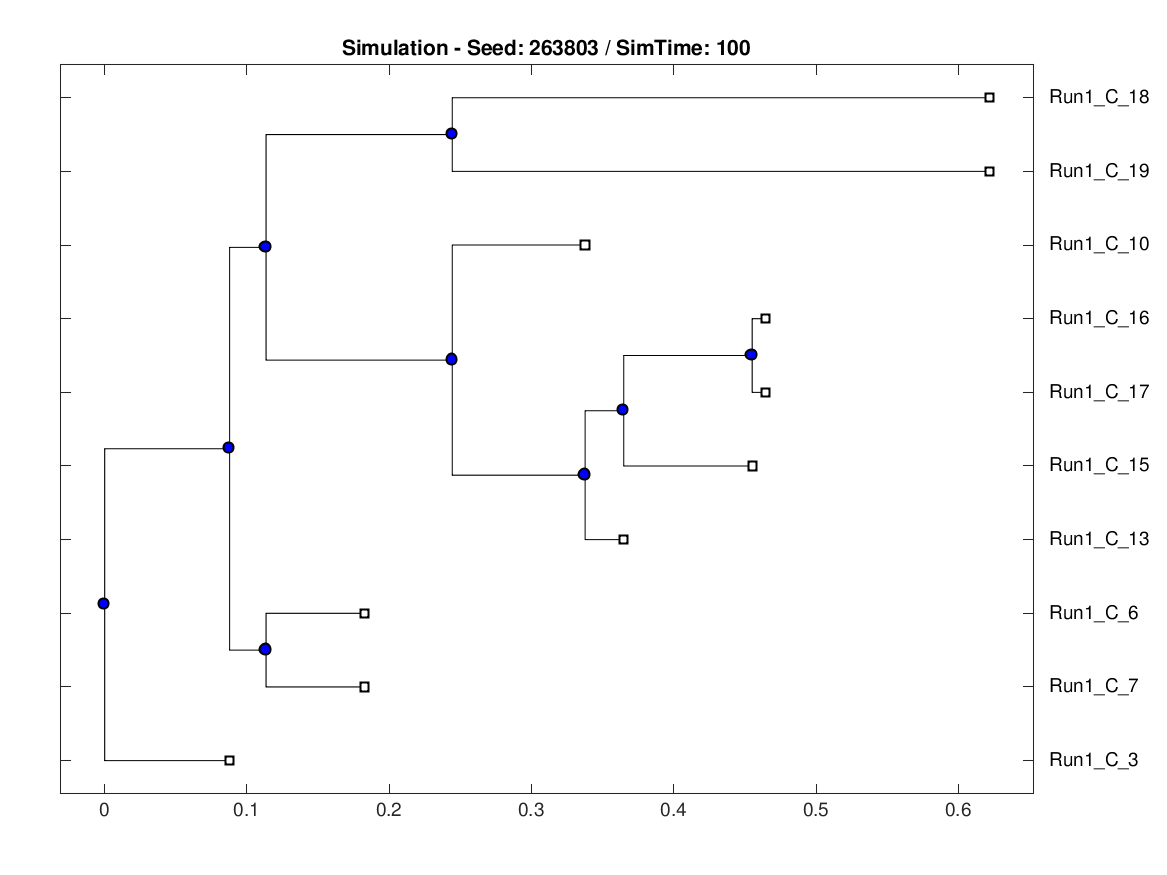 Simulation - Seed: 263803 / SimTime: 100
Run1_C_18
Run1_C_19
Run1_C_10
Run1_C_16
Run1_C_17
Run1_C_15
Run1_C_13
Run1_C_6
Run1_C_7
Run1_C_3
0 0.1 0.2 0.3 0.4 0.5 0.6